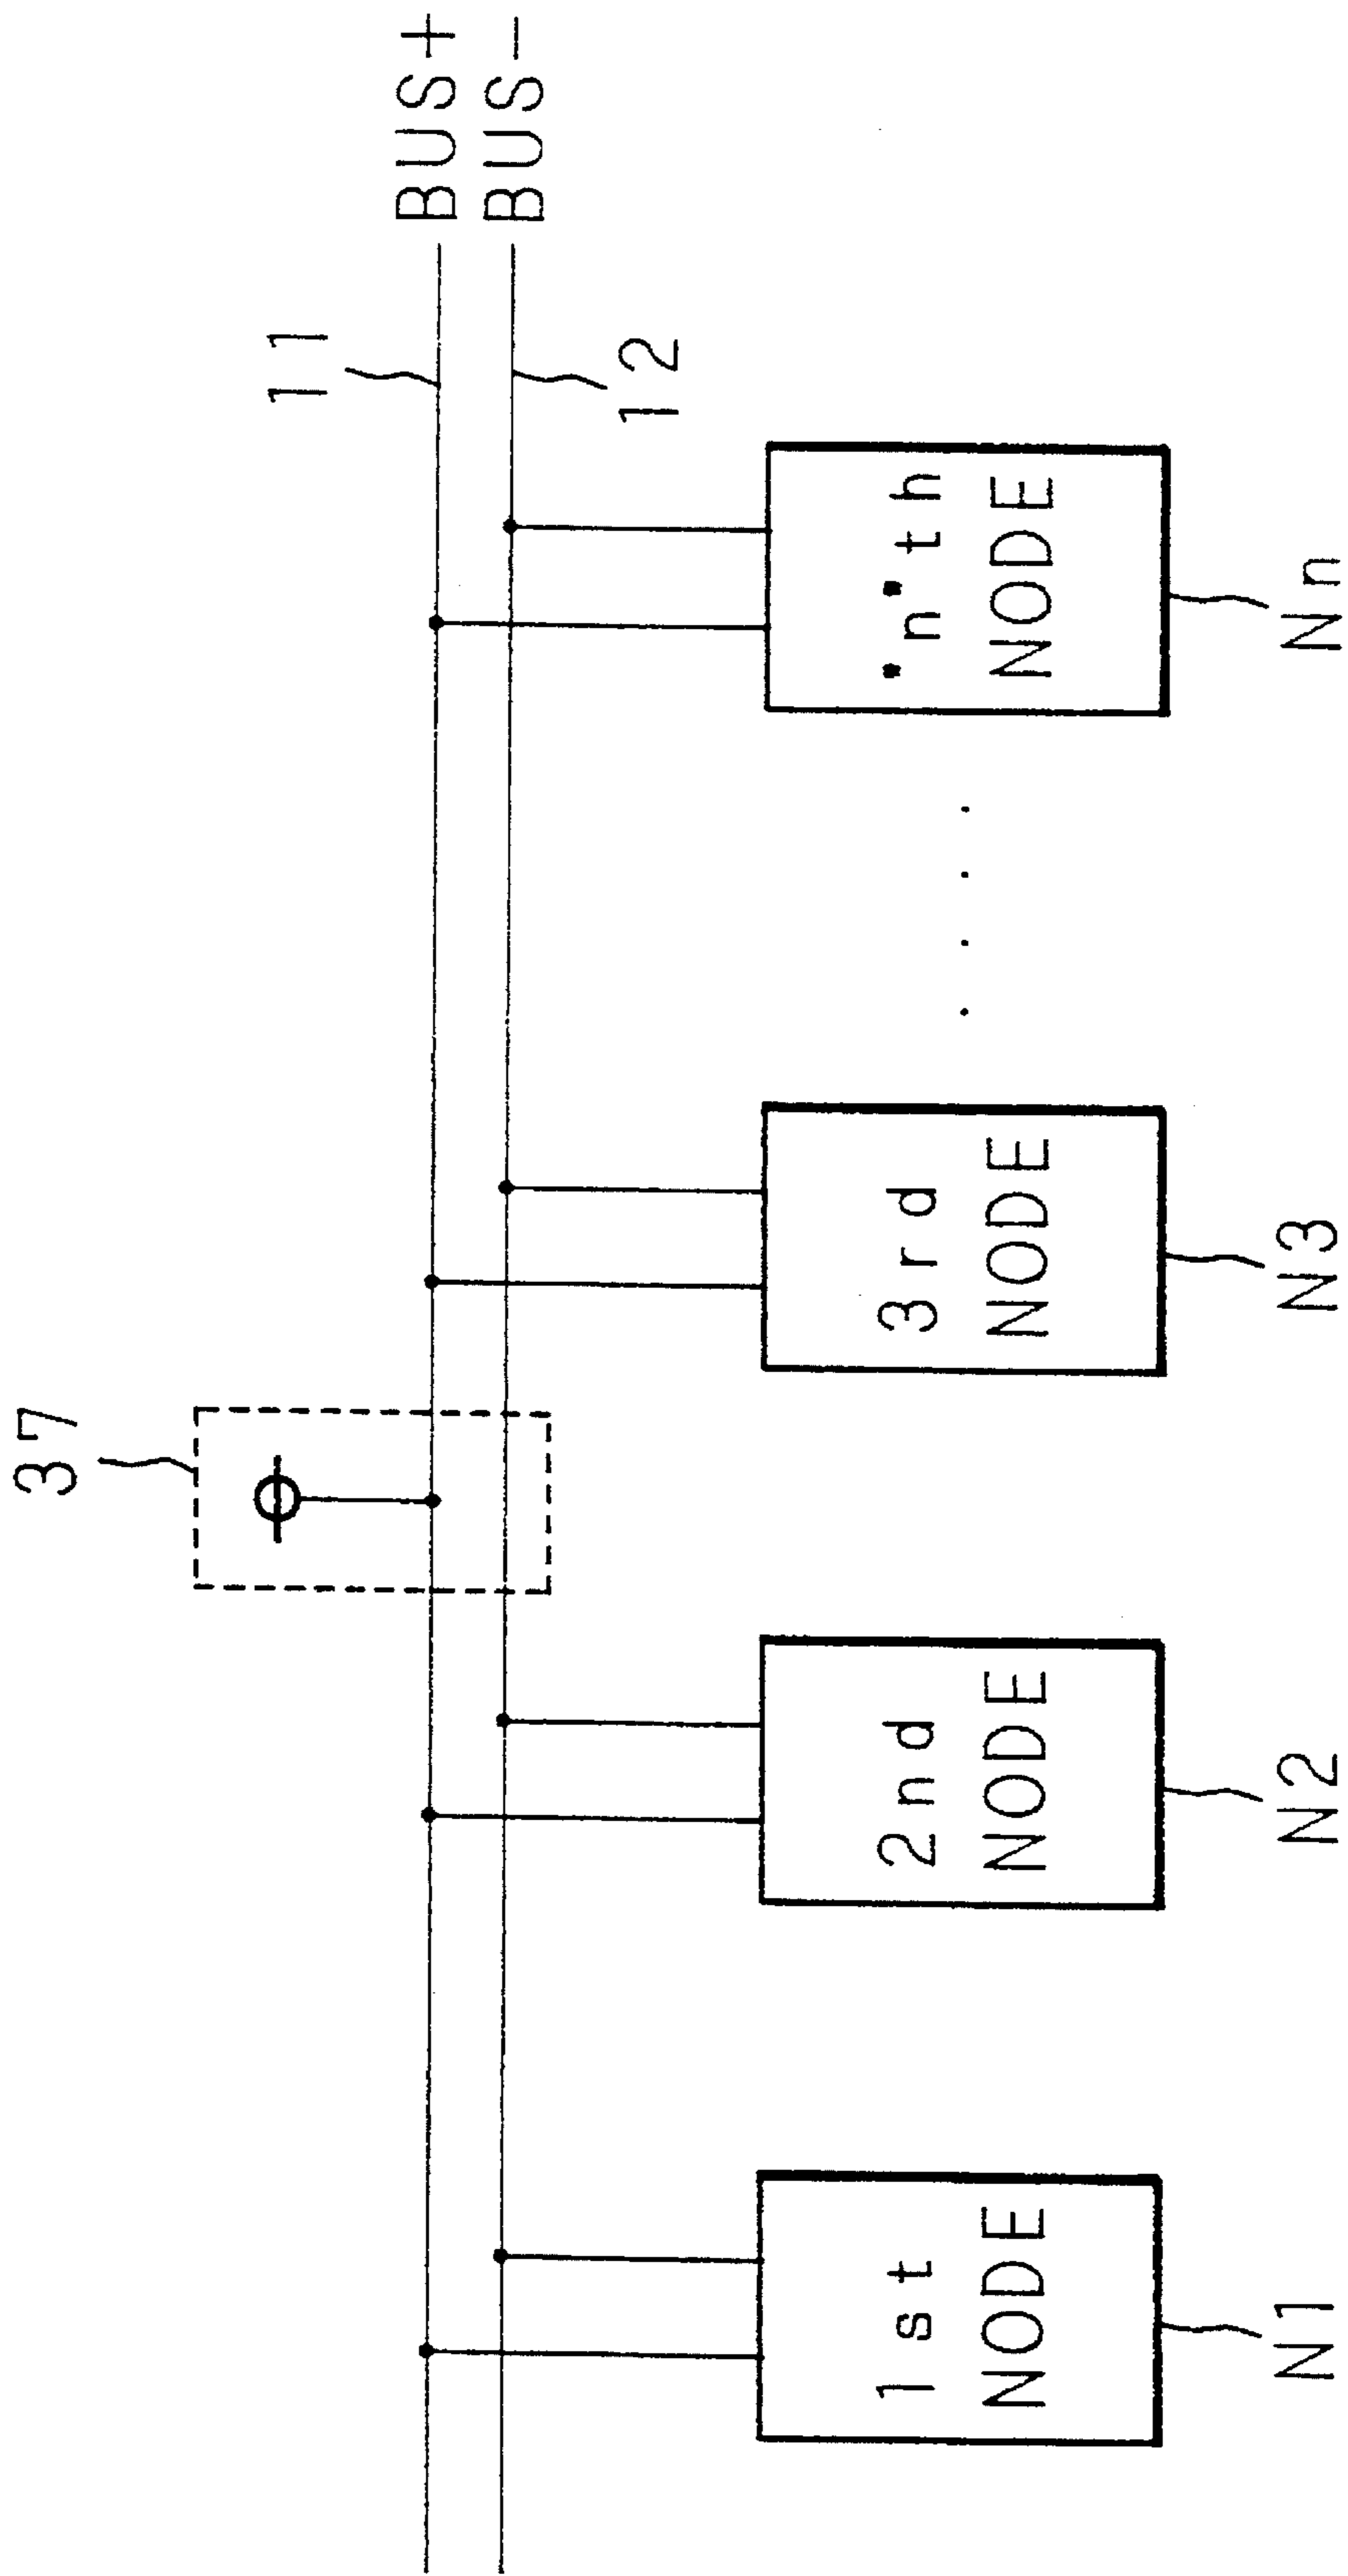 37
11
BUS+
BUS-
12
1st
NODE
2nd
NODE
3rd
NODE
. . . .
"n"th
NODE
N1
N2
N3
Nn